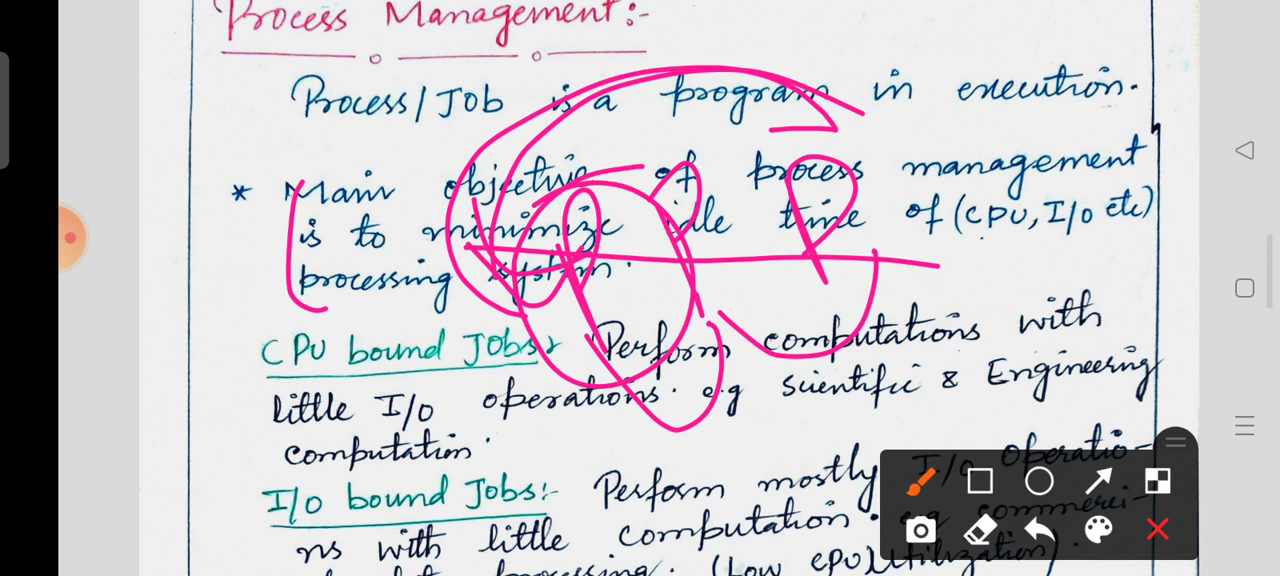 Process Management:-
Process/Job is a program in execution.
* Main objective of process management
is to minimize idle time of (CPU, I/O etc)
processing system.
CPU bound Jobs:- Perform computations with
little I/O operations. e.g scientific & Engineering
computation.
I/O bound Jobs:- Perform mostly I/O operatio-
ns with little computation. e.g commerci-
processing. (Low CPU utilization).